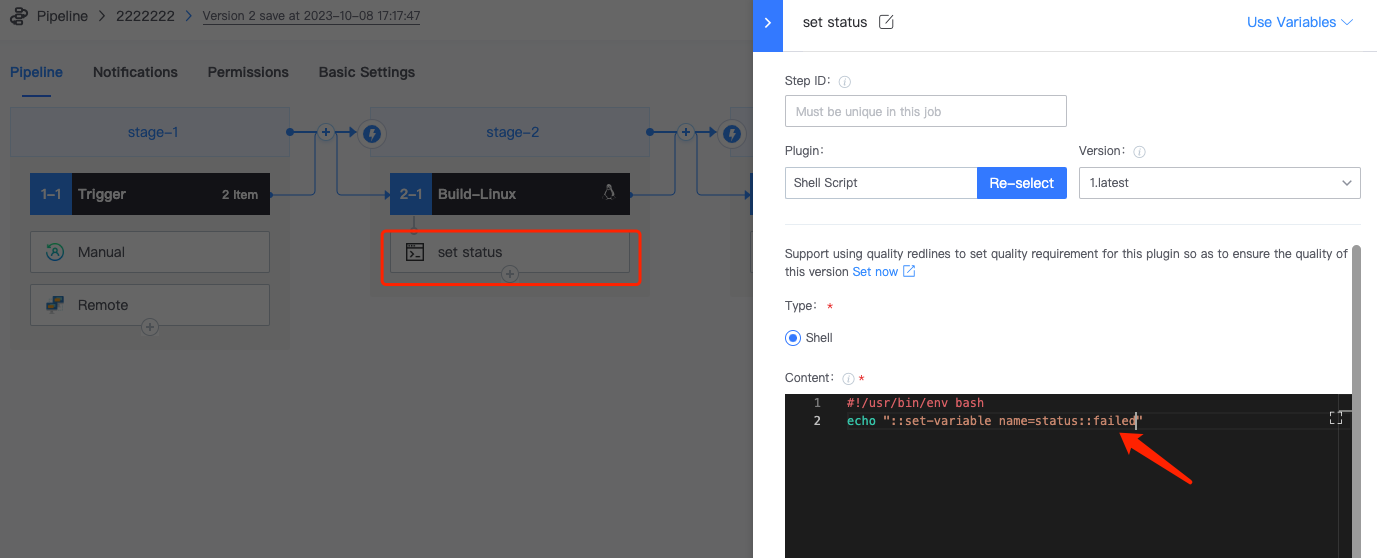 Pipeline > 2222222 > Version 2 save at 2023-10-08 17:17:47
Pipeline Notifications Permissions Basic Settings
stage-1
1-1 Trigger 2 Item
Manual
Remote
stage-2
2-1 Build-Linux
set status
set status
Use Variables
Step ID:
Must be unique in this job
Plugin:
Version:
Shell Script
Re-select
1.latest
Support using quality redlines to set quality requirement for this plugin so as to ensure the quality of
this version Set now
Type: *
Shell
Content: *
1 #!/usr/bin/env bash
2 echo "::set-variable name=status::failed"